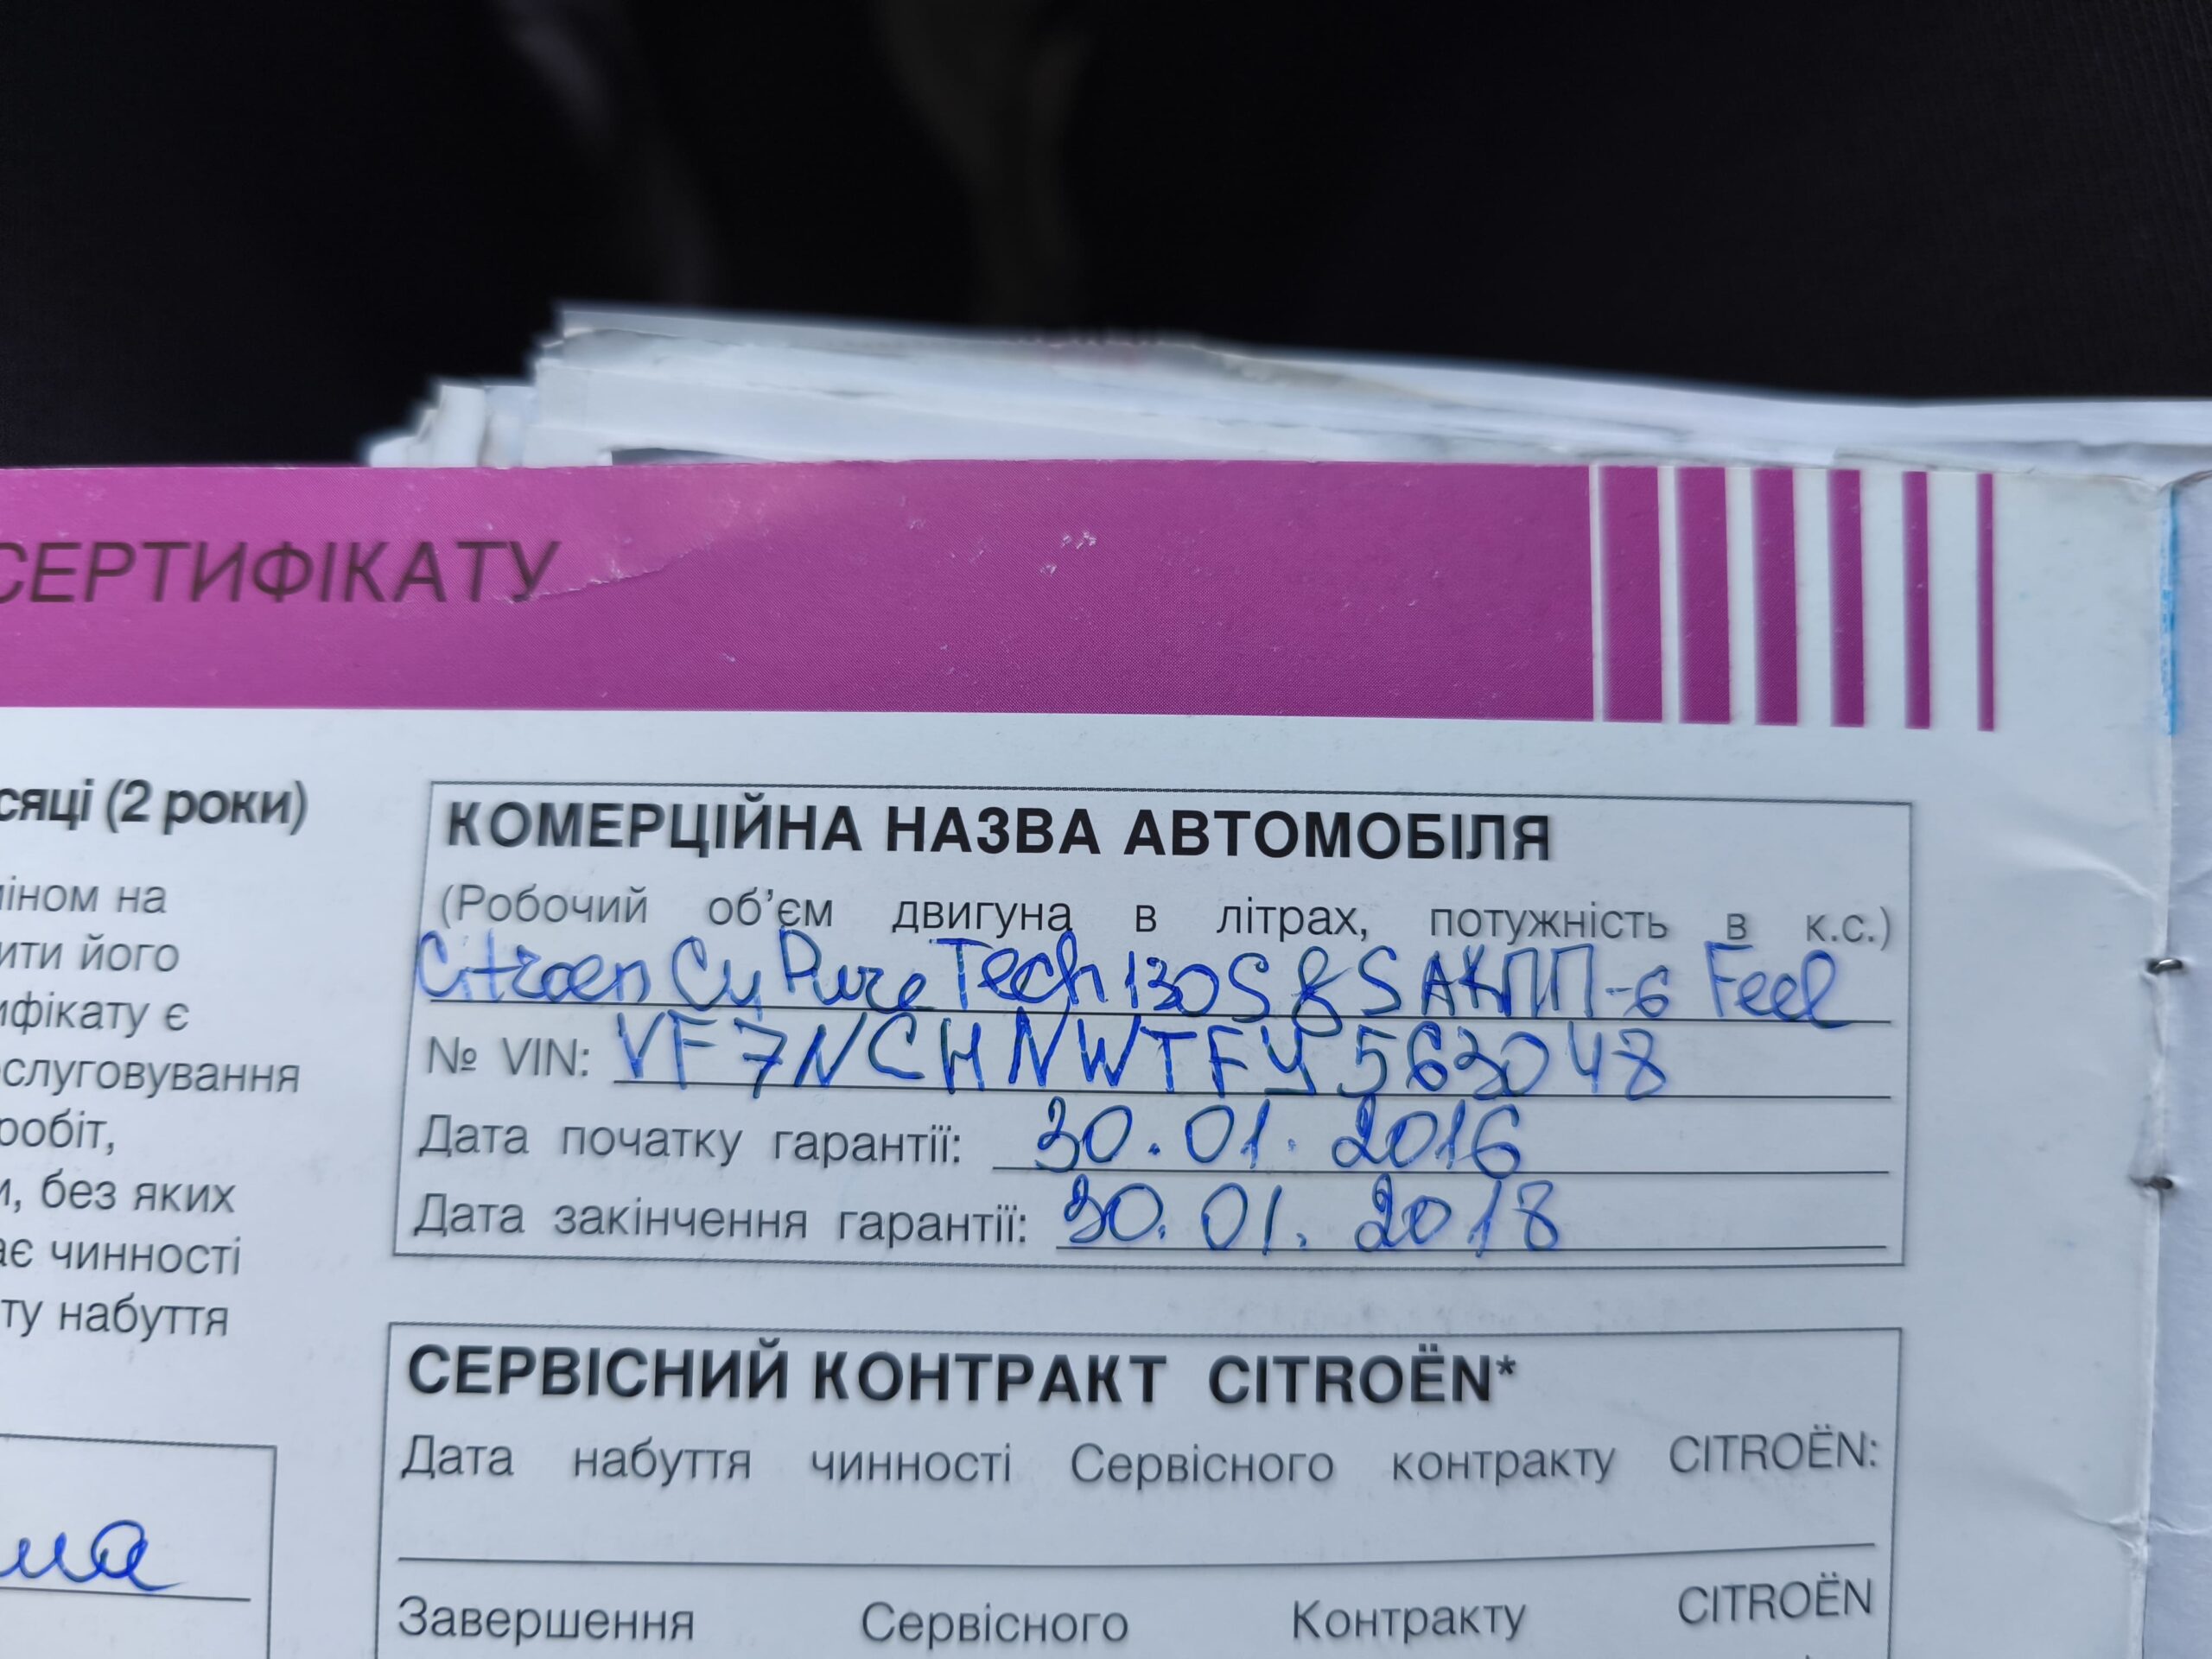 СЕРТИФІКАТУ
сяці (2 роки)
іном на
ити його
ифікату є
слуговування
робіт,
и, без яких
ає чинності
ту набуття
ма
КОМЕРЦІЙНА НАЗВА АВТОМОБІЛЯ
(Робочий об’єм двигуна в літрах, потужність в к.с.)
Citroen C4 PureTech 130 S&S АКПП-6 Feel
№ VIN: VF7NCHNWTFY563048
Дата початку гарантії: 30.01.2016
Дата закінчення гарантії: 30.01.2018
СЕРВІСНИЙ КОНТРАКТ CITROËN*
Дата набуття чинності Сервісного контракту CITROËN:
Завершення Сервісного Контракту CITROËN